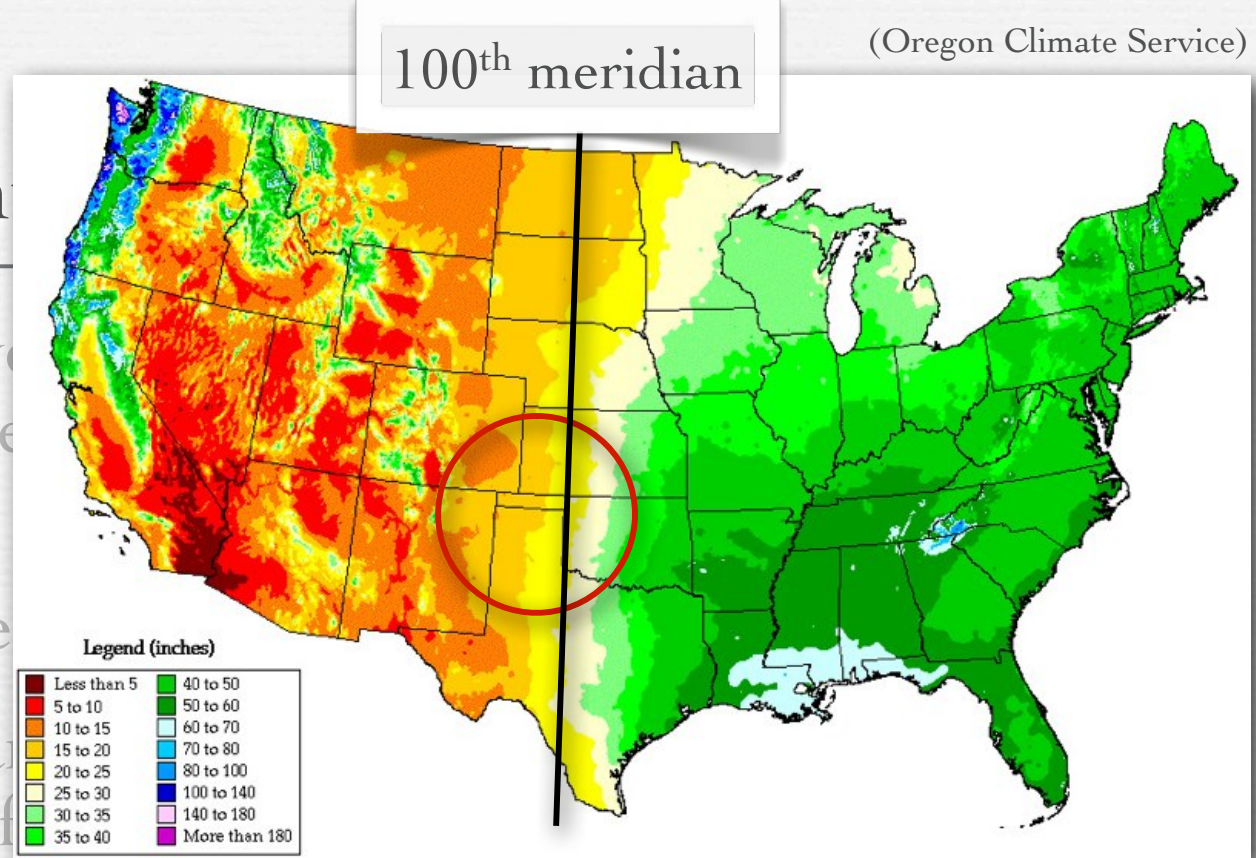 100th meridian
(Oregon Climate Service)
Legend (inches)
Less than 5
5 to 10
10 to 15
15 to 20
20 to 25
25 to 30
30 to 35
35 to 40
40 to 50
50 to 60
60 to 70
70 to 80
80 to 100
100 to 140
140 to 180
More than 180